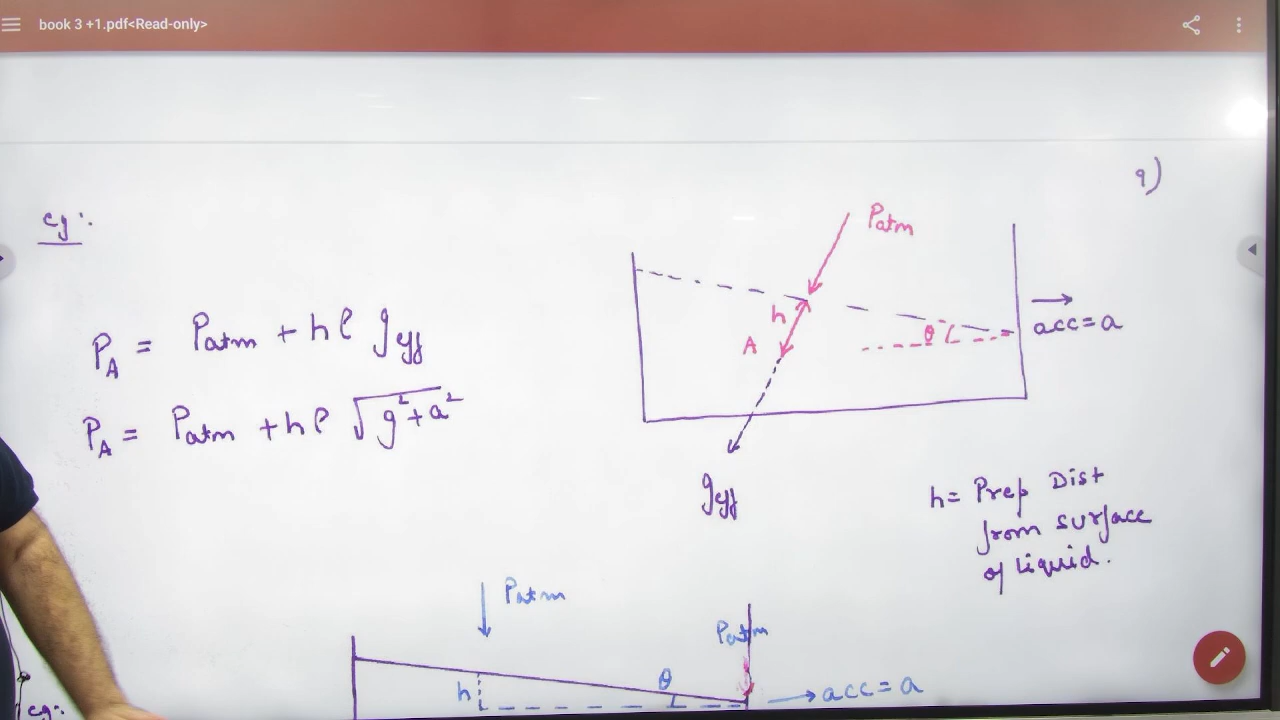 book 3 +1.pdf<Read-only>
9)
eg:
Patm
h
A
θ
acc = a
P_A = Patm + hρ g_eff
P_A = Patm + hρ √(g² + a²)
g_eff
h = Prep Dist
from surface
of liquid.
Patm
Patm
θ
h
acc = a
eg: